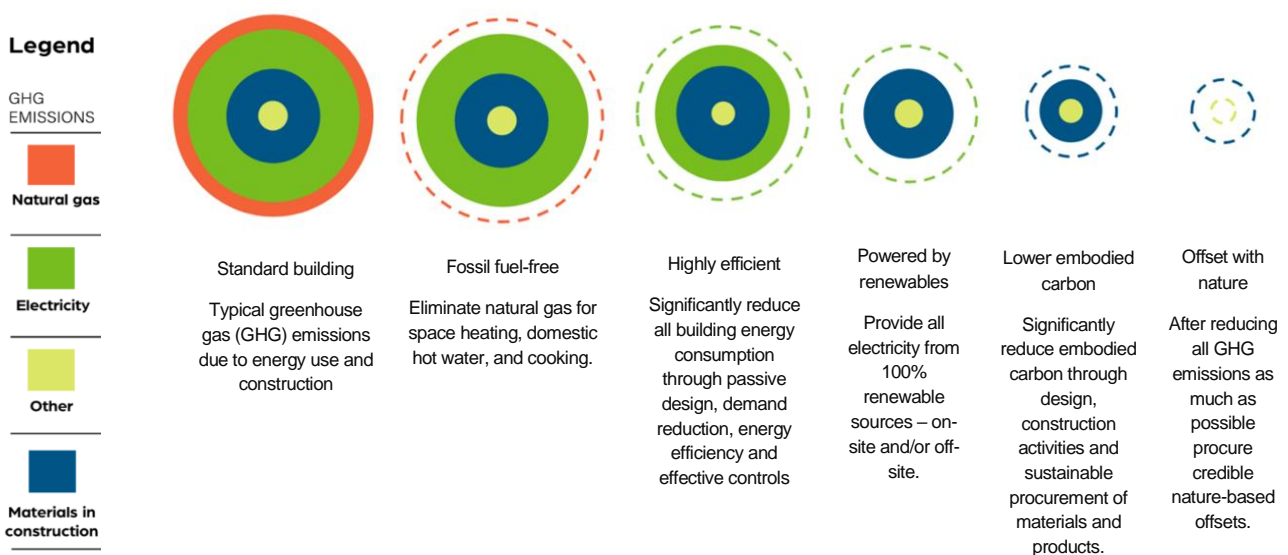 Legend
GHG
EMISSIONS
Natural gas
Electricity
Other
Materials in
construction
Standard building
Typical greenhouse
gas (GHG) emissions
due to energy use and
construction
Fossil fuel-free
Eliminate natural gas for
space heating, domestic
hot water, and cooking.
Highly efficient
Significantly reduce
all building energy
consumption
through passive
design, demand
reduction, energy
efficiency and
effective controls
Powered by
renewables
Provide all
electricity from
100%
renewable
sources – on-
site and/or off-
site.
Lower embodied
carbon
Significantly
reduce embodied
carbon through
design,
construction
activities and
sustainable
procurement of
materials and
products.
Offset with
nature
After reducing
all GHG
emissions as
much as
possible
procure
credible
nature-based
offsets.